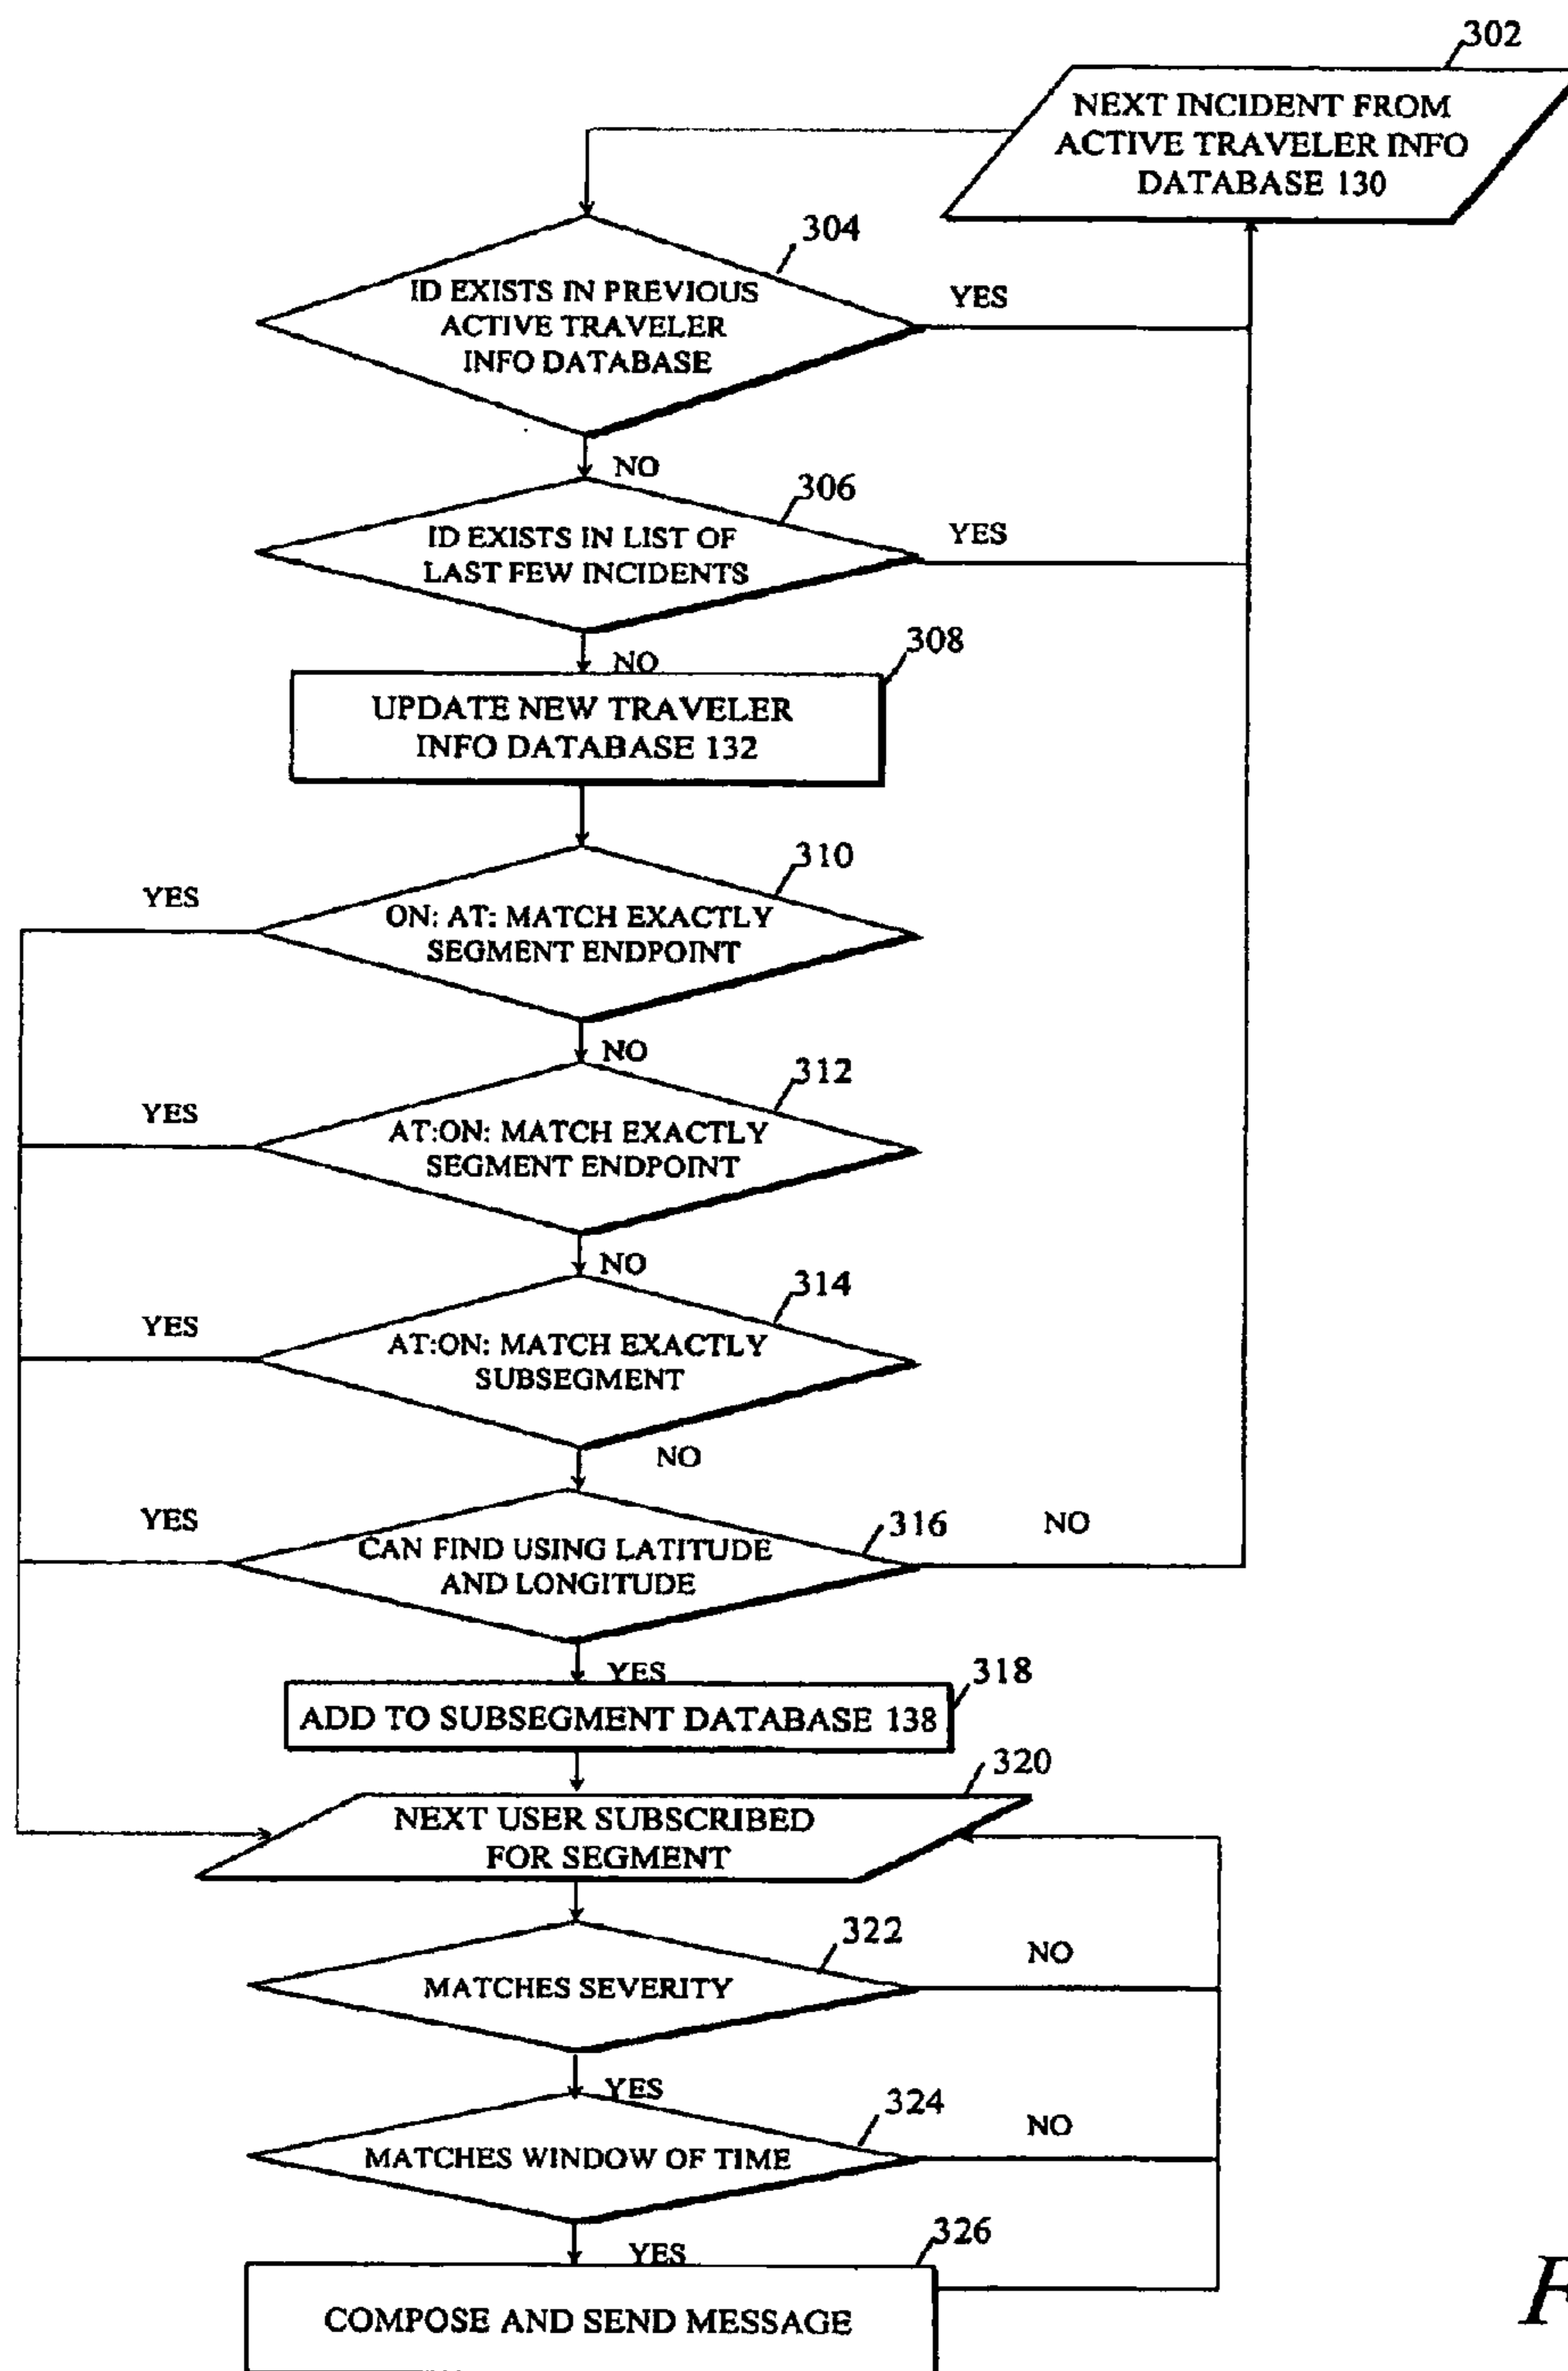 302
NEXT INCIDENT FROM
ACTIVE TRAVELER INFO
DATABASE 130
304
ID EXISTS IN PREVIOUS
ACTIVE TRAVELER
INFO DATABASE
YES
NO
306
ID EXISTS IN LIST OF
LAST FEW INCIDENTS
YES
NO
308
UPDATE NEW TRAVELER
INFO DATABASE 132
310
YES
ON: AT: MATCH EXACTLY
SEGMENT ENDPOINT
NO
312
YES
AT:ON: MATCH EXACTLY
SEGMENT ENDPOINT
NO
314
YES
AT:ON: MATCH EXACTLY
SUBSEGMENT
NO
YES
316
NO
CAN FIND USING LATITUDE
AND LONGITUDE
YES
318
ADD TO SUBSEGMENT DATABASE 138
320
NEXT USER SUBSCRIBED
FOR SEGMENT
322
NO
MATCHES SEVERITY
YES
324
NO
MATCHES WINDOW OF TIME
YES
326
COMPOSE AND SEND MESSAGE
F